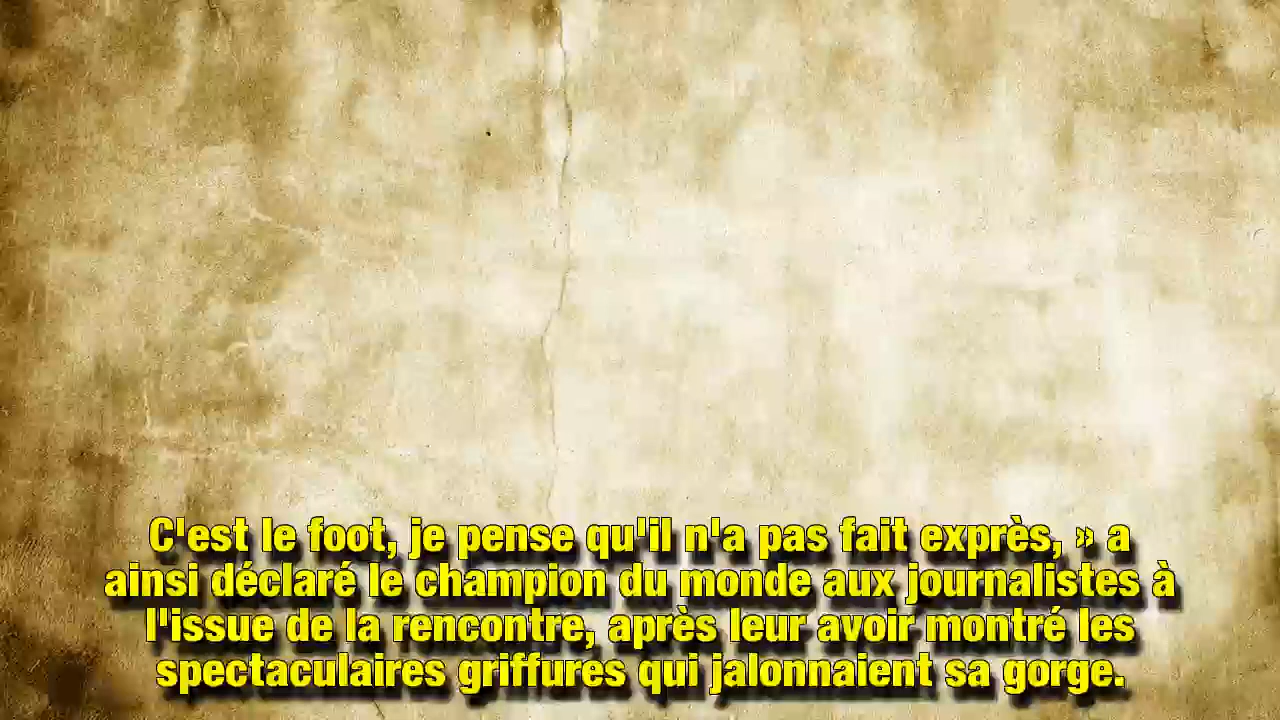 C'est le foot, je pense qu'il n'a pas fait exprès, » a
ainsi déclaré le champion du monde aux journalistes à
l'issue de la rencontre, après leur avoir montré les
spectaculaires griffures qui jalonnaient sa gorge.